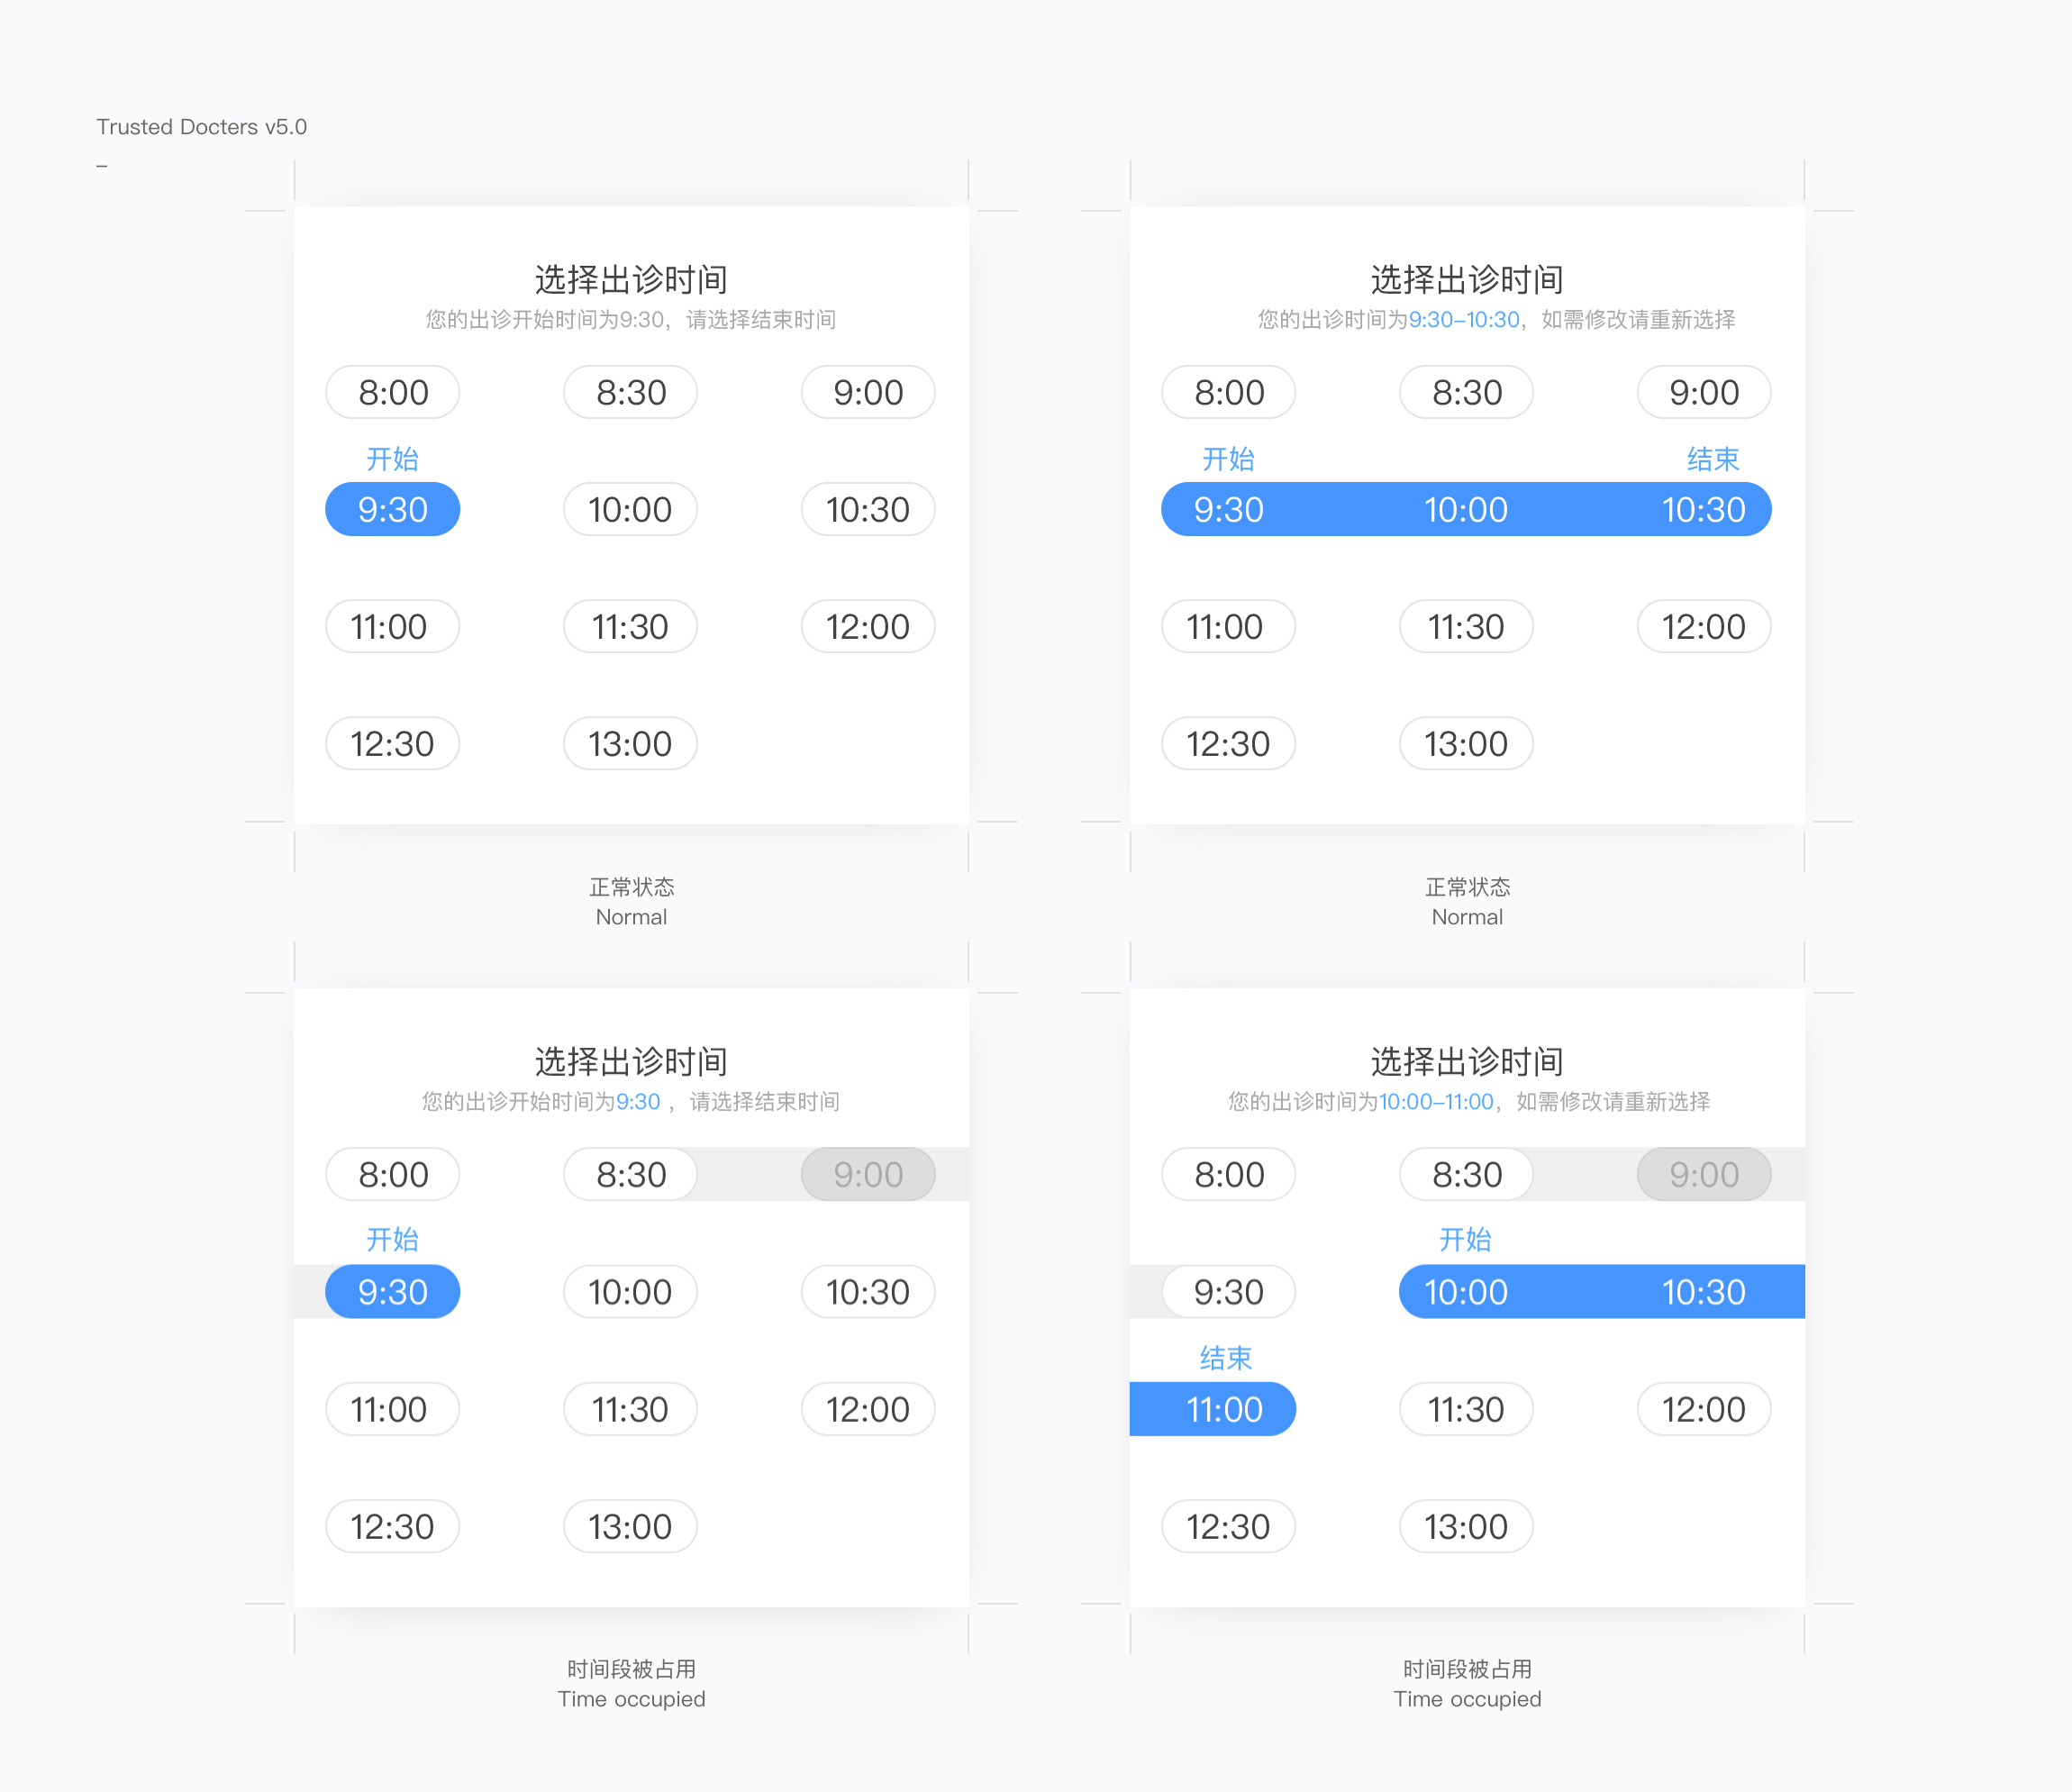 Trusted Docters v5.0
–
选择出诊时间
您的出诊开始时间为9:30，请选择结束时间
8:00 8:30 9:00
开始
9:30 10:00 10:30
11:00 11:30 12:00
12:30 13:00
正常状态
Normal
选择出诊时间
您的出诊时间为9:30–10:30，如需修改请重新选择
8:00 8:30 9:00
开始 结束
9:30 10:00 10:30
11:00 11:30 12:00
12:30 13:00
正常状态
Normal
选择出诊时间
您的出诊开始时间为9:30 ，请选择结束时间
8:00 8:30 9:00
开始
9:30 10:00 10:30
11:00 11:30 12:00
12:30 13:00
时间段被占用
Time occupied
选择出诊时间
您的出诊时间为10:00–11:00，如需修改请重新选择
8:00 8:30 9:00
开始
9:30 10:00 10:30
结束
11:00 11:30 12:00
12:30 13:00
时间段被占用
Time occupied